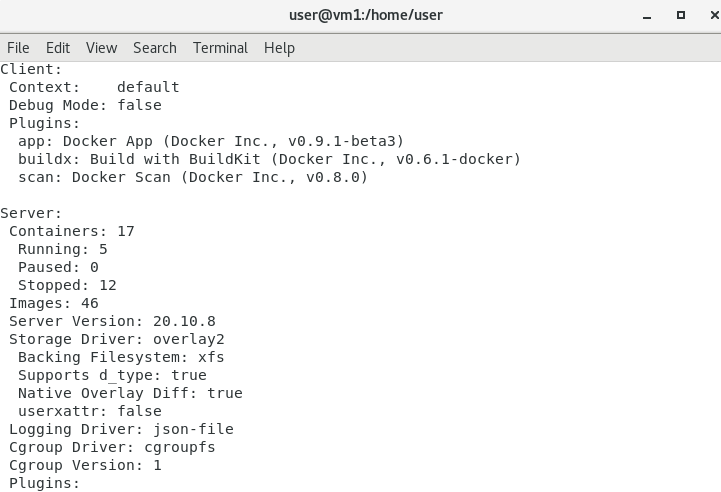 user@vm1:/home/user
File Edit View Search Terminal Help
Client:
 Context:    default
 Debug Mode: false
 Plugins:
  app: Docker App (Docker Inc., v0.9.1-beta3)
  buildx: Build with BuildKit (Docker Inc., v0.6.1-docker)
  scan: Docker Scan (Docker Inc., v0.8.0)

Server:
 Containers: 17
  Running: 5
  Paused: 0
  Stopped: 12
 Images: 46
 Server Version: 20.10.8
 Storage Driver: overlay2
  Backing Filesystem: xfs
  Supports d_type: true
  Native Overlay Diff: true
  userxattr: false
 Logging Driver: json-file
 Cgroup Driver: cgroupfs
 Cgroup Version: 1
 Plugins: